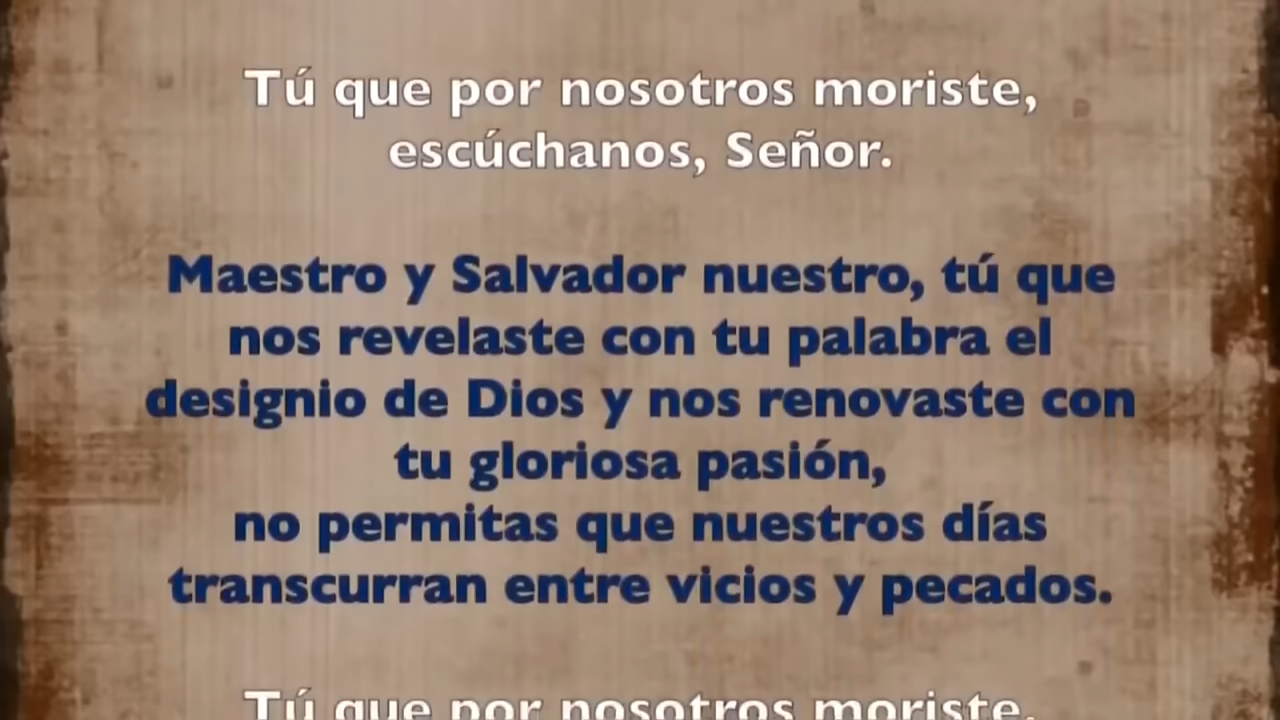 Tú que por nosotros moriste,
escúchanos, Señor.
Maestro y Salvador nuestro, tú que
nos revelaste con tu palabra el
designio de Dios y nos renovaste con
tu gloriosa pasión,
no permitas que nuestros días
transcurran entre vicios y pecados.
Tú que por nosotros moriste,